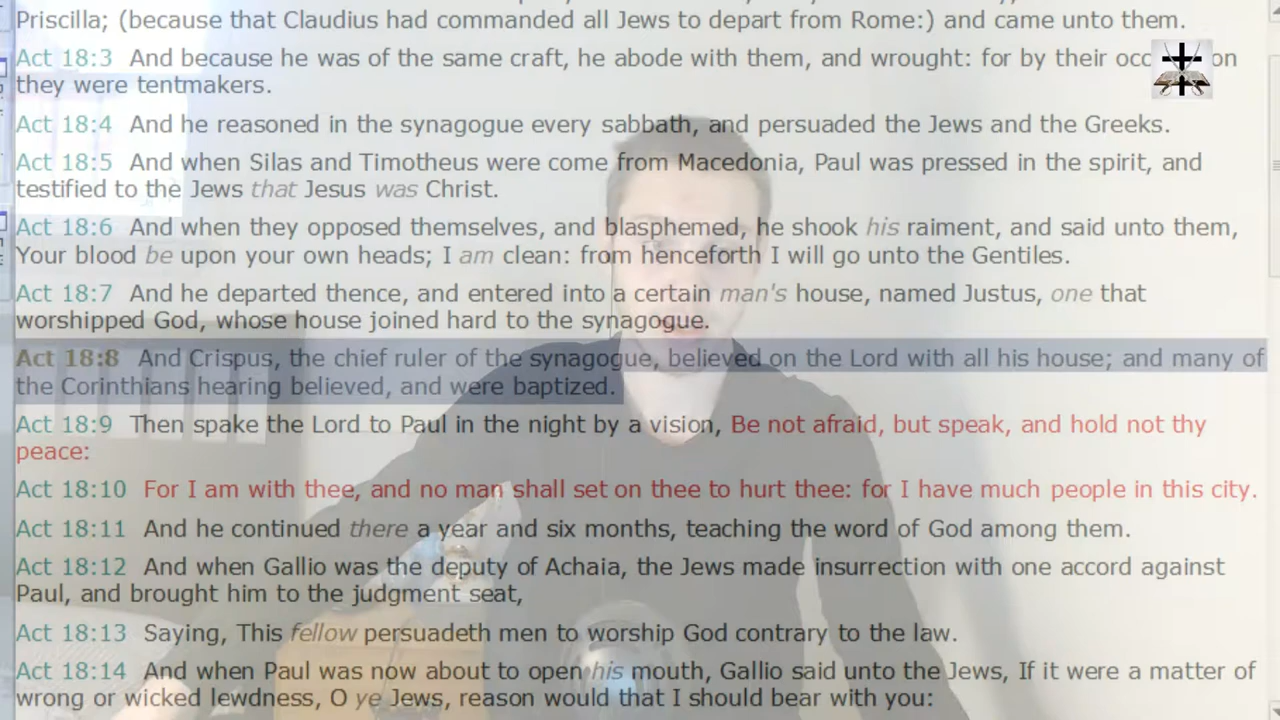 Priscilla; (because that Claudius had commanded all Jews to depart from Rome:) and came unto them.
Act 18:3 And because he was of the same craft, he abode with them, and wrought: for by their occ on
they were tentmakers.
Act 18:4 And he reasoned in the synagogue every sabbath, and persuaded the Jews and the Greeks.
Act 18:5 And when Silas and Timotheus were come from Macedonia, Paul was pressed in the spirit, and
testified to the Jews that Jesus was Christ.
Act 18:6 And when they opposed themselves, and blasphemed, he shook his raiment, and said unto them,
Your blood be upon your own heads; I am clean: from henceforth I will go unto the Gentiles.
Act 18:7 And he departed thence, and entered into a certain man's house, named Justus, one that
worshipped God, whose house joined hard to the synagogue.
Act 18:8 And Crispus, the chief ruler of the synagogue, believed on the Lord with all his house; and many of
the Corinthians hearing believed, and were baptized.
Act 18:9 Then spake the Lord to Paul in the night by a vision, Be not afraid, but speak, and hold not thy
peace:
Act 18:10 For I am with thee, and no man shall set on thee to hurt thee: for I have much people in this city.
Act 18:11 And he continued there a year and six months, teaching the word of God among them.
Act 18:12 And when Gallio was the deputy of Achaia, the Jews made insurrection with one accord against
Paul, and brought him to the judgment seat,
Act 18:13 Saying, This fellow persuadeth men to worship God contrary to the law.
Act 18:14 And when Paul was now about to open his mouth, Gallio said unto the Jews, If it were a matter of
wrong or wicked lewdness, O ye Jews, reason would that I should bear with you: